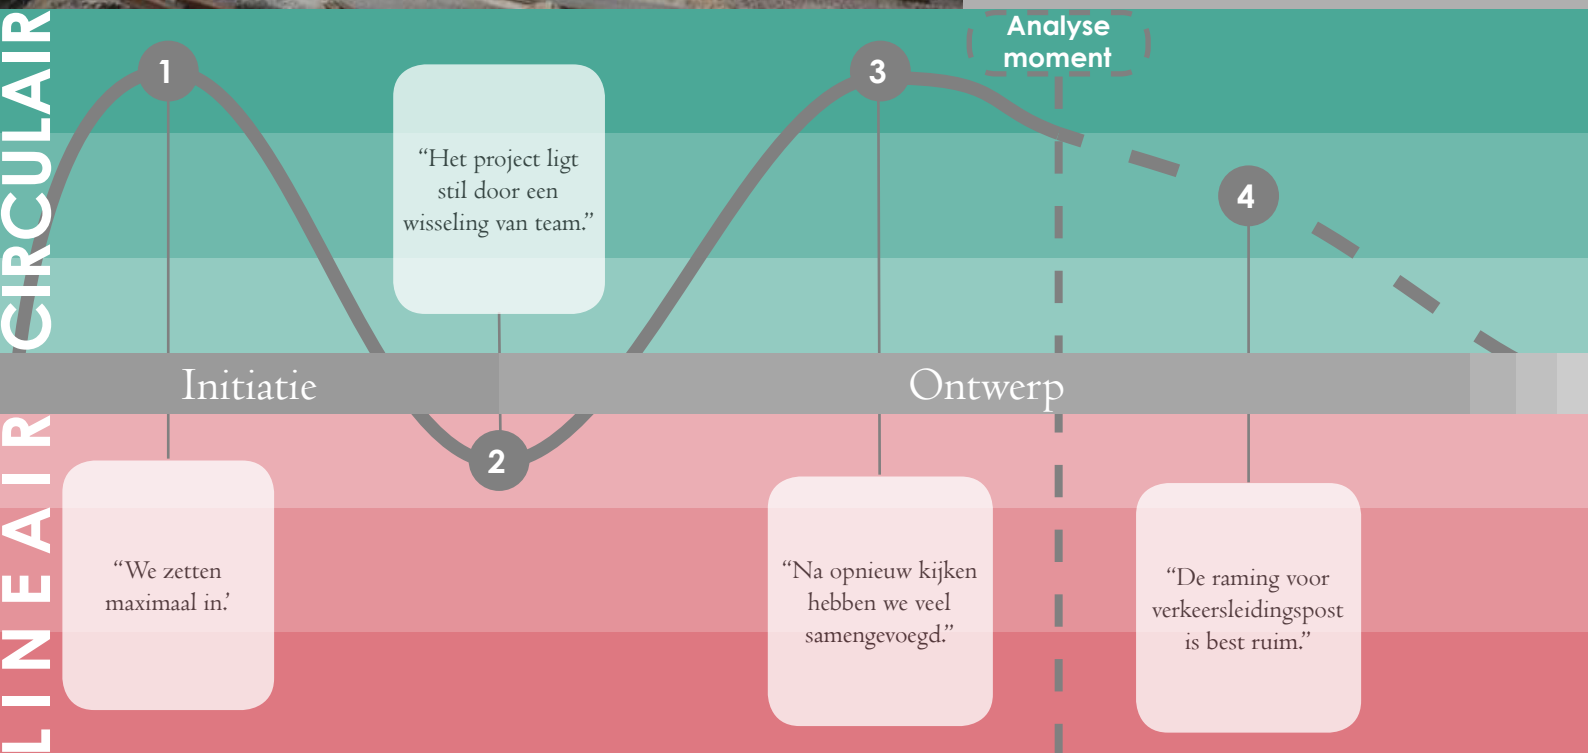 CIRCULAIR
LINEAIR
Analyse
moment
1
3
4
2
“Het project ligt
stil door een
wisseling van team.”
Initiatie
Ontwerp
“We zetten
maximaal in.’
“Na opnieuw kijken
hebben we veel
samengevoegd.”
“De raming voor
verkeersleidingspost
is best ruim.”